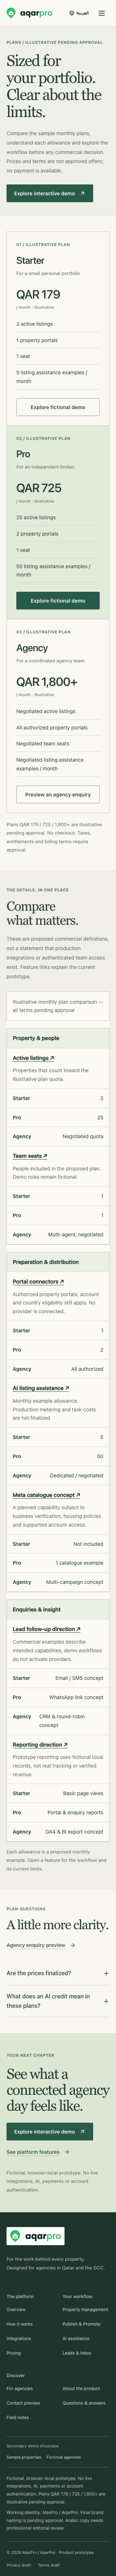 aqarpro
العربية
PLANS / ILLUSTRATIVE PENDING APPROVAL
Sized for
your portfolio.
Clear about the
limits.
Compare the sample monthly plans,
understand each allowance and explore the
workflow before any commercial decision.
Prices and terms are not approved offers;
no payment is available.
Explore interactive demo ↗
01 / ILLUSTRATIVE PLAN
Starter
For a small personal portfolio
QAR 179
/ month · illustrative
3 active listings
1 property portals
1 seat
5 listing assistance examples /
month
Explore fictional demo
02 / ILLUSTRATIVE PLAN
Pro
For an independent broker
QAR 725
/ month · illustrative
25 active listings
2 property portals
1 seat
50 listing assistance examples /
month
Explore fictional demo
03 / ILLUSTRATIVE PLAN
Agency
For a coordinated agency team
QAR 1,800+
/ month · illustrative
Negotiated active listings
All authorized property portals
Negotiated team seats
Negotiated listing assistance
examples / month
Preview an agency enquiry
Plans QAR 179 / 725 / 1,800+ are illustrative
pending approval. No checkout. Taxes,
entitlements and billing terms require
approval.
THE DETAILS, IN ONE PLACE
Compare
what matters.
These are proposed commercial definitions,
not a statement that production
integrations or authenticated team access
exist. Feature links explain the current
prototype.
Illustrative monthly plan comparison —
all terms pending approval
Property & people
Active listings ↗
Properties that count toward the
illustrative plan quota.
Starter 3
Pro 25
Agency Negotiated quota
Team seats ↗
People included in the proposed plan.
Demo roles remain fictional.
Starter 1
Pro 1
Agency Multi-agent, negotiated
Preparation & distribution
Portal connectors ↗
Authorized property portals; account
and country eligibility still apply. No
provider is connected.
Starter 1
Pro 2
Agency All authorized
AI listing assistance ↗
Monthly example allowance.
Production metering and task costs
are not finalized.
Starter 5
Pro 50
Agency Dedicated / negotiated
Meta catalogue concept ↗
A planned capability subject to
business verification, housing policies
and supported account access.
Starter Not included
Pro 1 catalogue example
Agency Multi-campaign concept
Enquiries & insight
Lead follow-up direction ↗
Commercial examples describe
intended capabilities; demo workflows
do not activate providers.
Starter Email / SMS concept
Pro WhatsApp link concept
Agency CRM & round-robin
concept
Reporting direction ↗
Prototype reporting uses fictional local
records, not real tracking or verified
revenue.
Starter Basic page views
Pro Portal & enquiry reports
Agency GA4 & BI export concept
Each allowance is a proposed monthly
example. Open a feature for the workflow and
its current limits.
PLAN QUESTIONS
A little more clarity.
Agency enquiry preview →
Are the prices finalized? +
What does an AI credit mean in
these plans? +
YOUR NEXT CHAPTER
See what a
connected agency
day feels like.
Explore interactive demo ↗
See platform features →
Fictional, browser-local prototype. No live
integrations, AI, payments or account
authentication.
aqarpro
For the work behind every property.
Designed for agencies in Qatar and the GCC.
The platform
Overview
How it works
Integrations
Pricing
Your workflow
Property management
Publish & Promote
AI assistance
Leads & Inbox
Discover
For agencies
Contact preview
Field notes
About the product
Questions & answers
Secondary demo showcase
Sample properties Fictional agencies
Fictional, browser-local prototype. No live
integrations, AI, payments or account
authentication. Plans QAR 179 / 725 / 1,800+ are
illustrative pending approval.
Working identity: MaxPro / AqarPro. Final brand
naming is pending approval. Arabic copy needs
professional editorial review.
© 2026 MaxPro / AqarPro · Product prototype
Privacy draft Terms draft